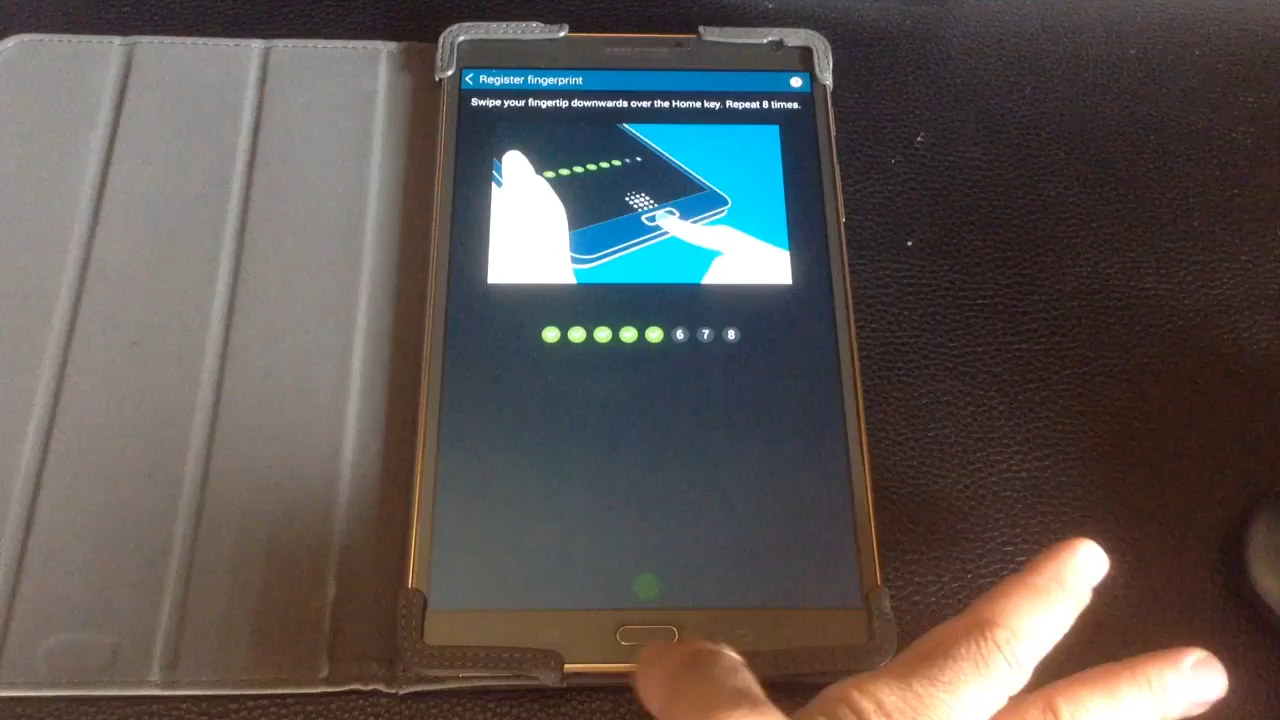 Register fingerprint
Swipe your fingertip downwards over the Home key. Repeat 8 times.
6 7 8